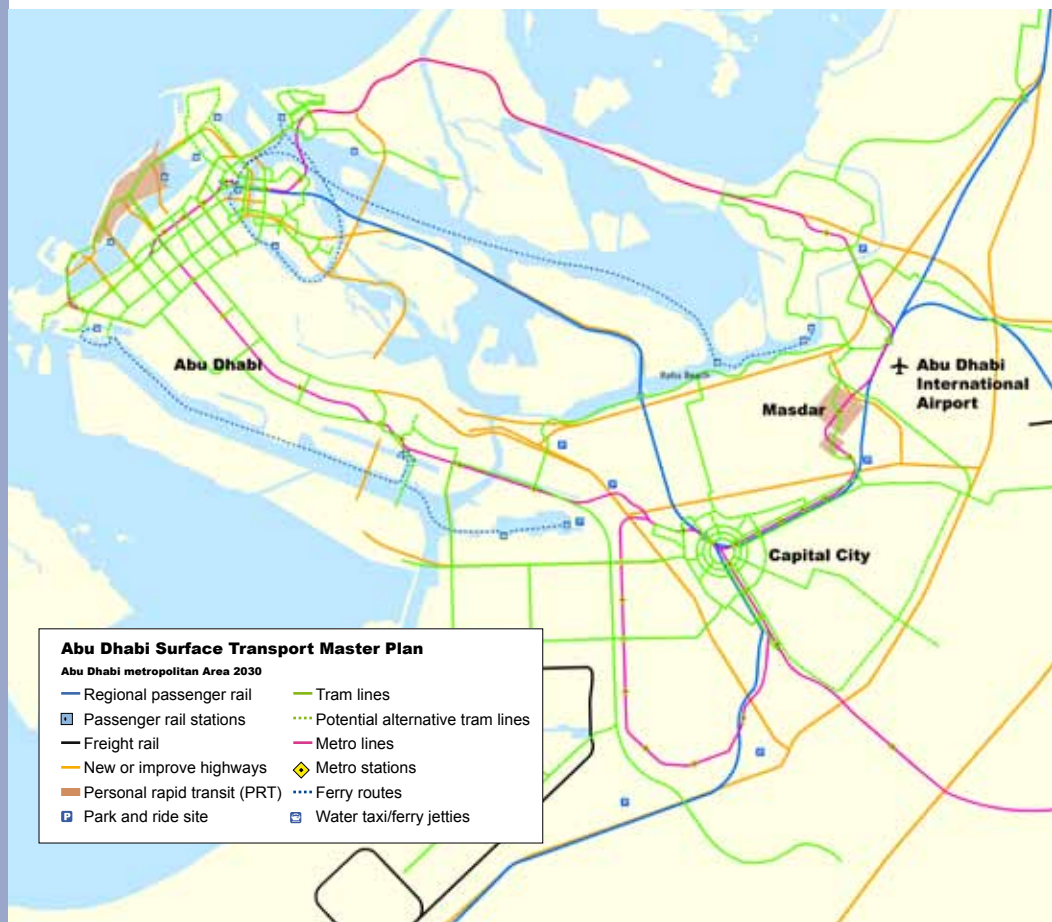 Abu Dhabi
Raha Beach
Abu Dhabi
International
Airport
Masdar
Capital City
Abu Dhabi Surface Transport Master Plan
Abu Dhabi metropolitan Area 2030
Regional passenger rail
Tram lines
Passenger rail stations
Potential alternative tram lines
Freight rail
Metro lines
New or improve highways
Metro stations
Personal rapid transit (PRT)
Ferry routes
P Park and ride site
Water taxi/ferry jetties